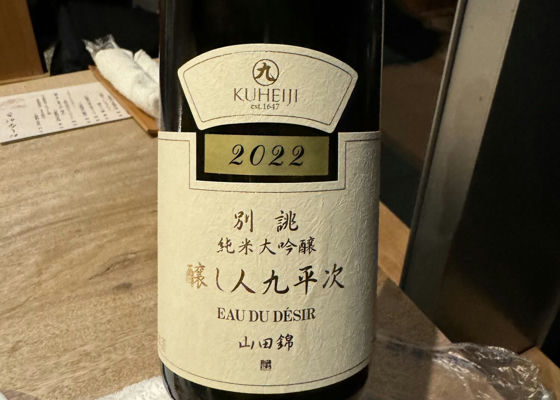 九
KUHEIJI
est.1647
2022
別誂
純米大吟醸
醸し人九平次
EAU DU DÉSIR
山田錦